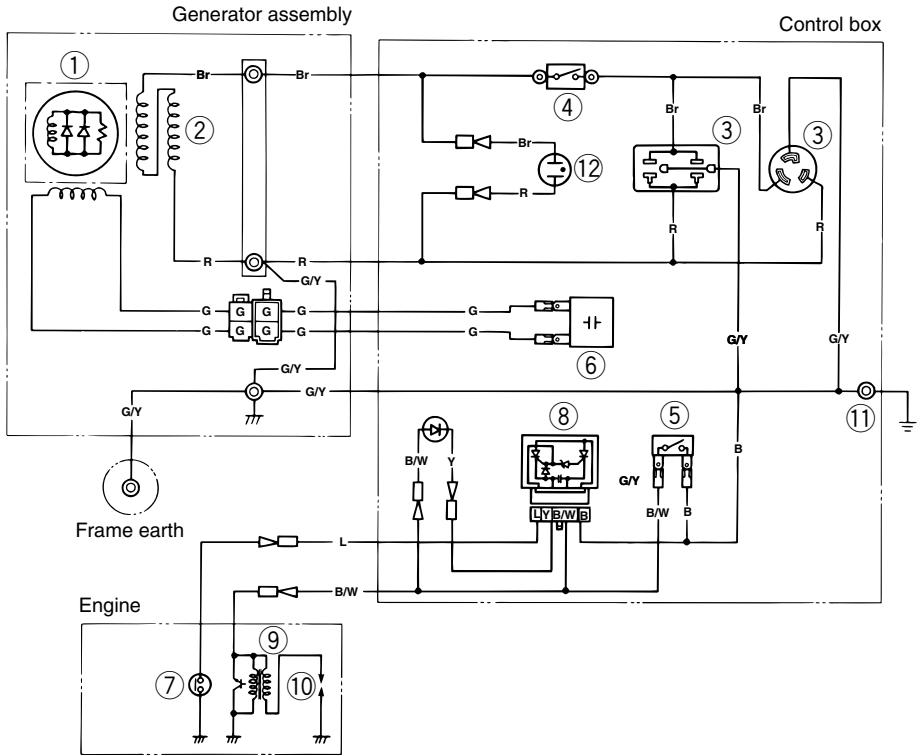 Generator assembly
Control box
①
Br
Br
④
Br
Br
②
③
③
Br
⑫
R
R
R
R
R
G/Y
G G G G
G G G G
⑥
G/Y
G/Y
G/Y
G/Y
G/Y
G/Y
⑪
⑧
⑤
B/W
Y
G/Y
B
B/W
B
L Y B/W B
Frame earth
L
B/W
Engine
⑨
⑦
⑩